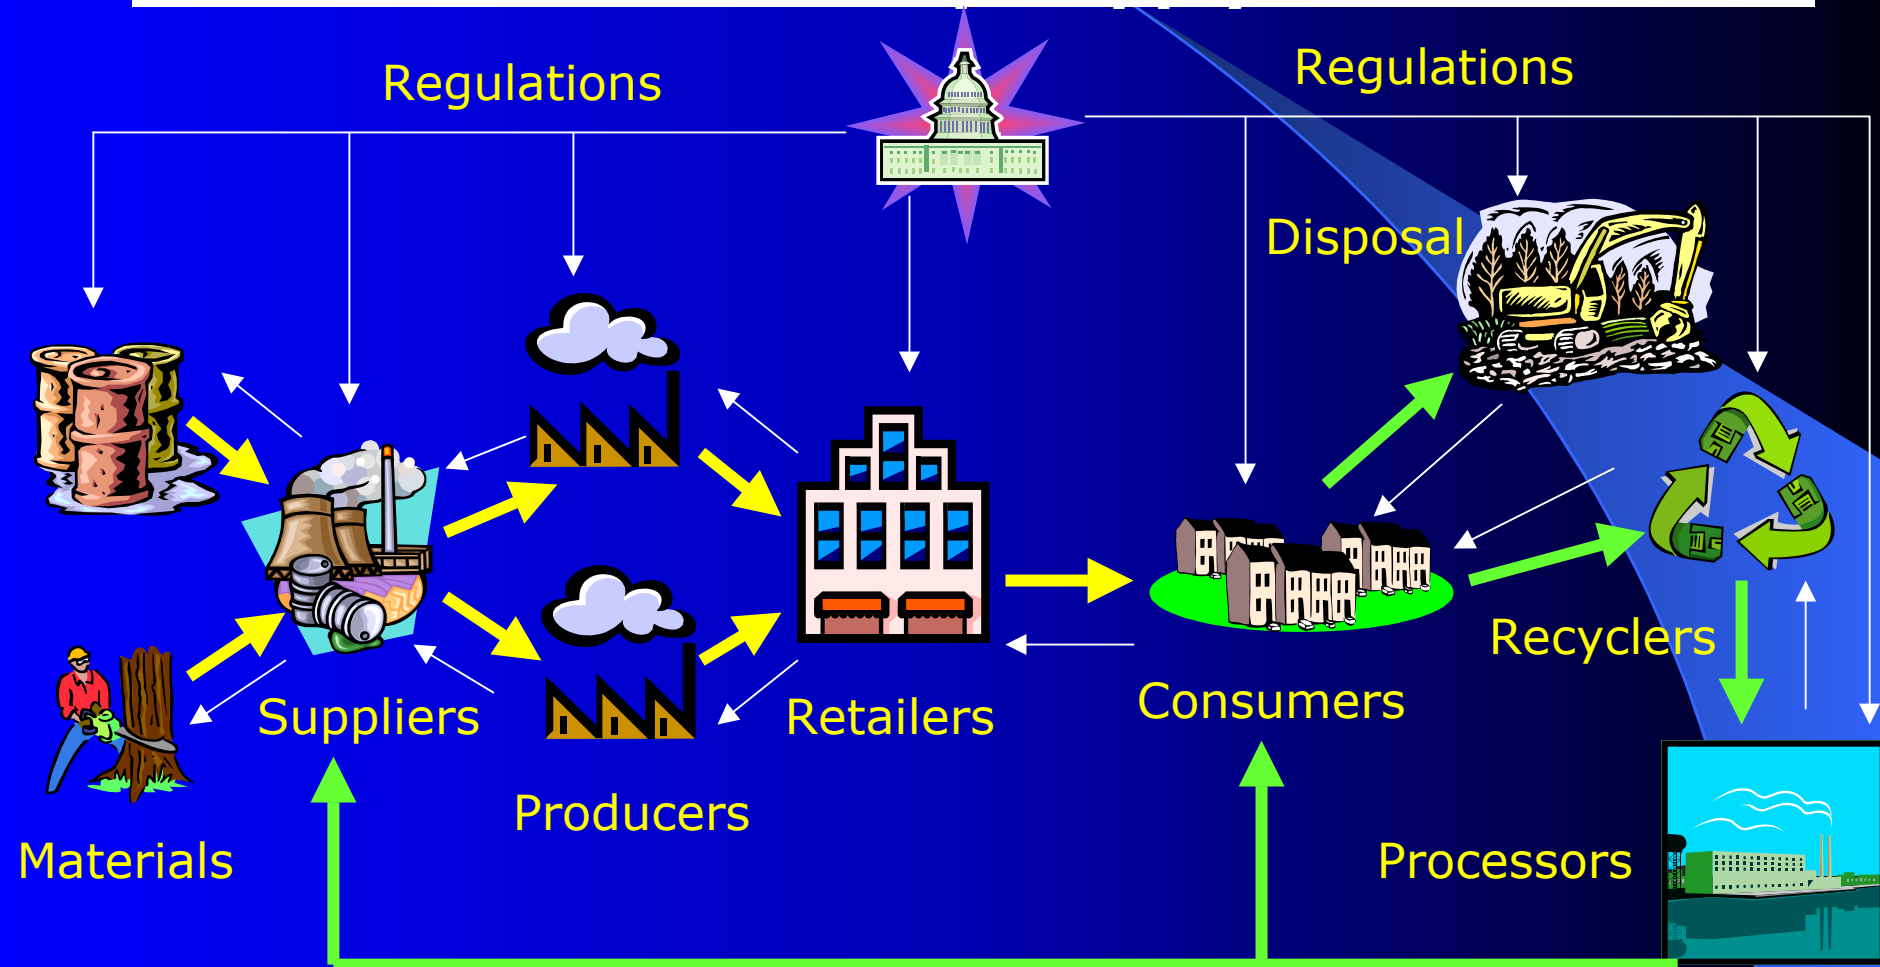 Regulations
Regulations
Disposal
Recyclers
Suppliers
Retailers
Consumers
Producers
Materials
Processors